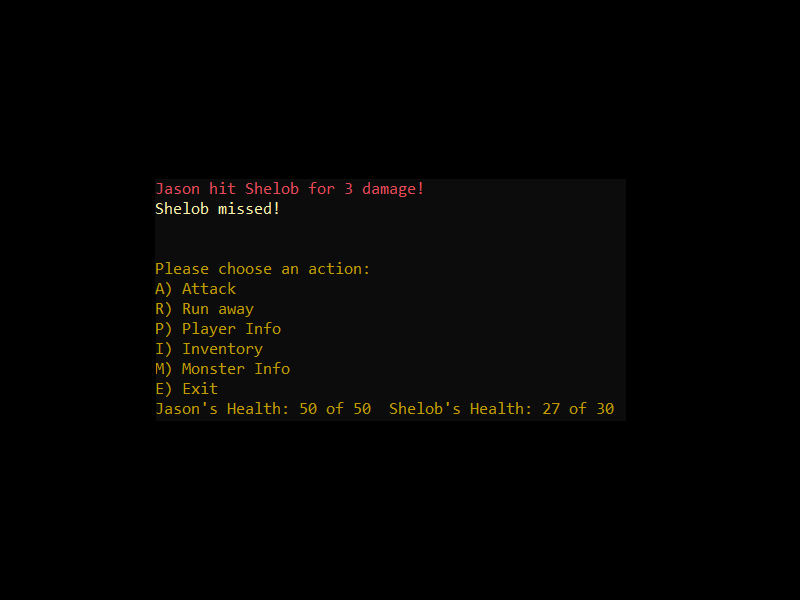 Jason hit Shelob for 3 damage!
Shelob missed!
Please choose an action:
A) Attack
R) Run away
P) Player Info
I) Inventory
M) Monster Info
E) Exit
Jason's Health: 50 of 50  Shelob's Health: 27 of 30